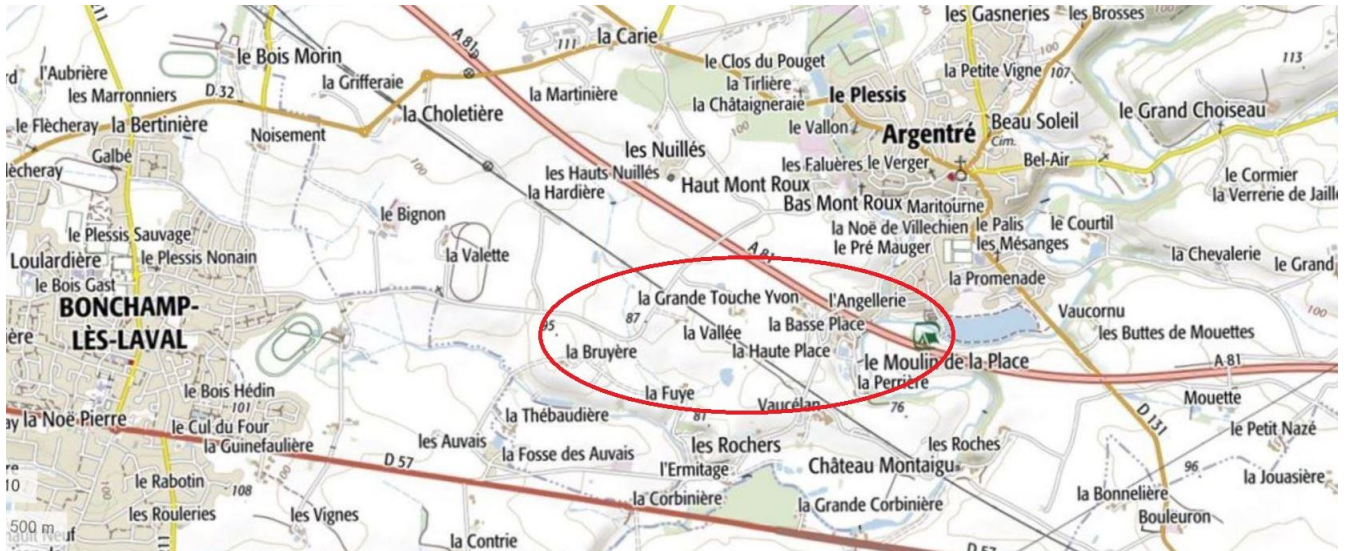 les Gasneries
les Brosses
D 11
A 81
la Carie
111
le Bois Morin
le Clos du Pouget
113
l'Aubrière
la Grifferaie
la Tirlière
la Petite Vigne
107
les Marronniers
D 32
la Martinière
la Châtaigneraie
le Plessis
le Grand Choiseau
le Flècheray
la Bertinière
la Choletière
le Vallon
Argentré
Beau Soleil
Noisement
100
Cim.
les Nuillés
Galbé
les Faluères
le Verger
Bel-Air
les Hauts Nuillés
Haut Mont Roux
le Cormier
la Hardière
Bas Mont Roux
Maritourne
la Verrerie de Jaille
le Bignon
la Noë de Villechien
le Palis
le Courtil
le Plessis Sauvage
le Pré Mauger
les Mésanges
Loulardière
le Plessis Nonain
la Valette
A 81
la Chevalerie
le Grand
le Bois Gast
la Promenade
BONCHAMP-
LÈS-LAVAL
la Grande Touche Yvon
l'Angellerie
Vaucornu
95
87
la Vallée
la Basse Place
les Buttes de Mouettes
la Bruyère
la Haute Place
le Moulin de la Place
A 81
le Bois Hédin
la Fuye
la Perrière
Mouette
101
81
Vaucélan
76
la Noë Pierre
le Cul du Four
la Thébaudière
D 131
le Petit Nazé
la Guinefaulière
les Auvais
la Fosse des Auvais
les Rochers
les Roches
D 57
l'Ermitage
Château Montaigu
96
la Jouasière
le Rabotin
108
la Corbinière
la Grande Corbinière
la Bonnelière
les Rouleries
les Vignes
Bouleuron
500 m
la Contrie
D 57